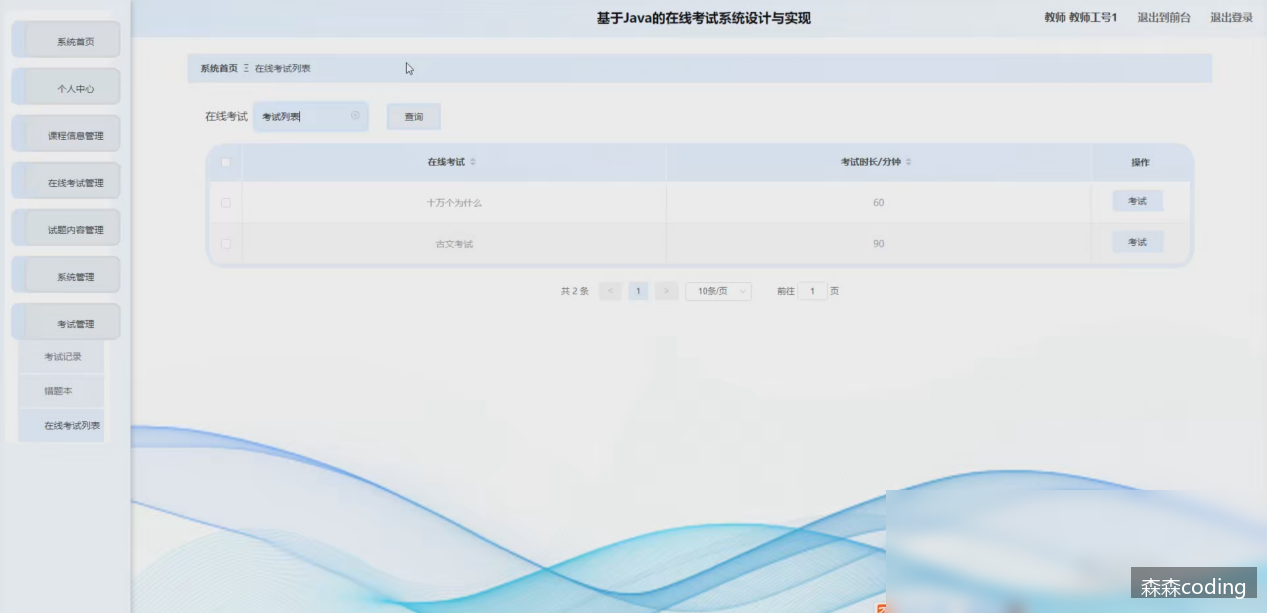 基于Java的在线考试系统设计与实现
教师 教师工号1 退出到前台 退出登录
系统首页
个人中心
课程信息管理
在线考试管理
试题内容管理
系统管理
考试管理
考试记录
错题本
在线考试列表
系统首页 Ξ 在线考试列表
在线考试 考试列表 查询
在线考试 考试时长/分钟 操作
十万个为什么 60 考试
古文考试 90 考试
共 2 条 < 1 > 10条/页 前往 1 页
森森coding